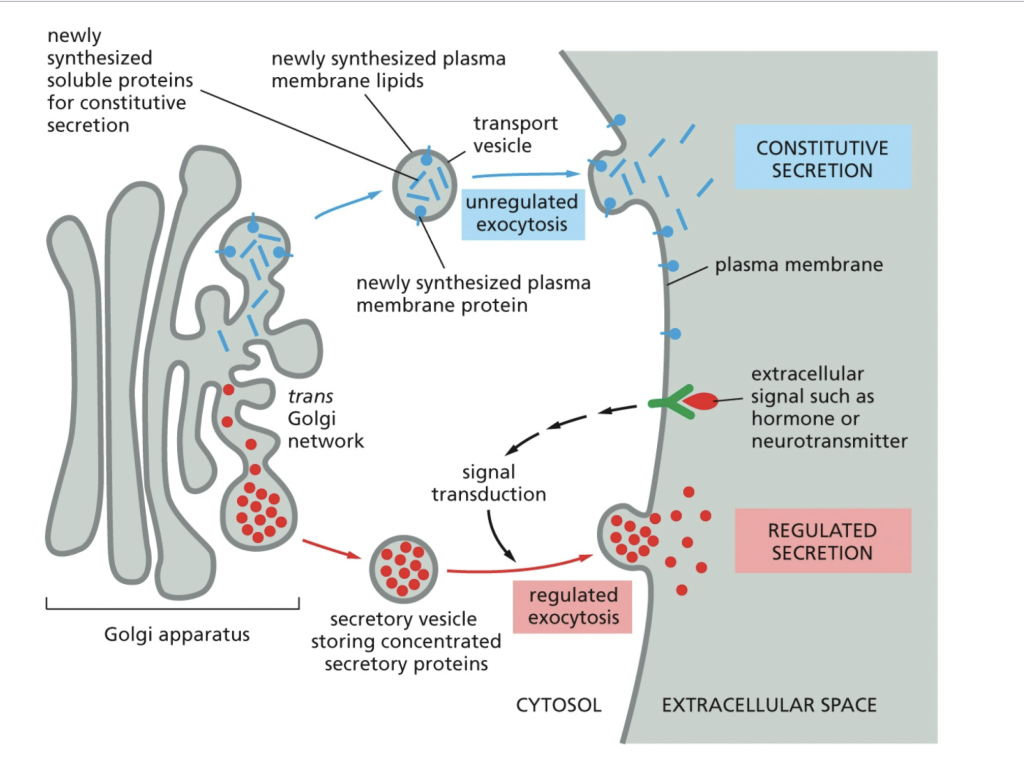 newly
synthesized
soluble proteins
for constitutive
secretion
newly synthesized plasma
membrane lipids
transport
vesicle
CONSTITUTIVE
SECRETION
unregulated
exocytosis
plasma membrane
newly synthesized plasma
membrane protein
extracellular
signal such as
hormone or
neurotransmitter
trans
Golgi
network
signal
transduction
REGULATED
SECRETION
regulated
exocytosis
secretory vesicle
storing concentrated
secretory proteins
Golgi apparatus
CYTOSOL
EXTRACELLULAR SPACE